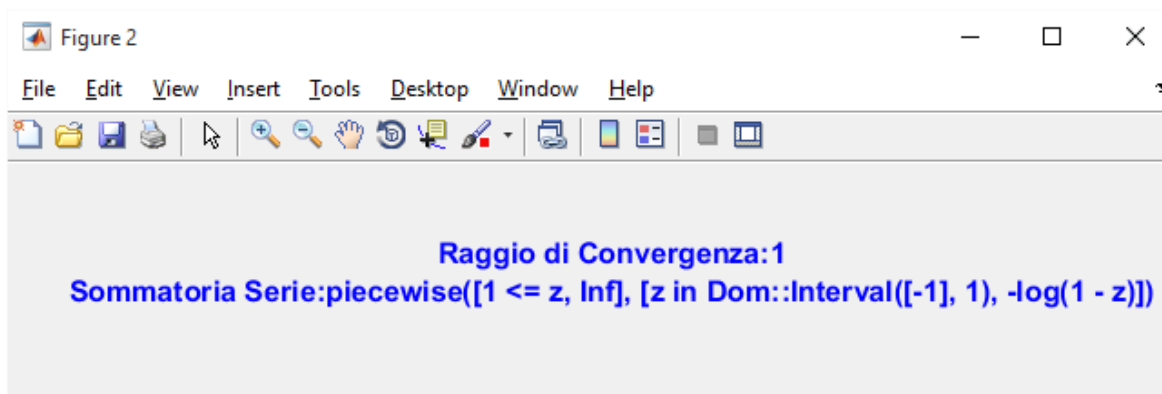 Figure 2
File Edit View Insert Tools Desktop Window Help
Raggio di Convergenza:1
Sommatoria Serie:piecewise([1 <= z, Inf], [z in Dom::Interval([-1], 1), -log(1 - z)])